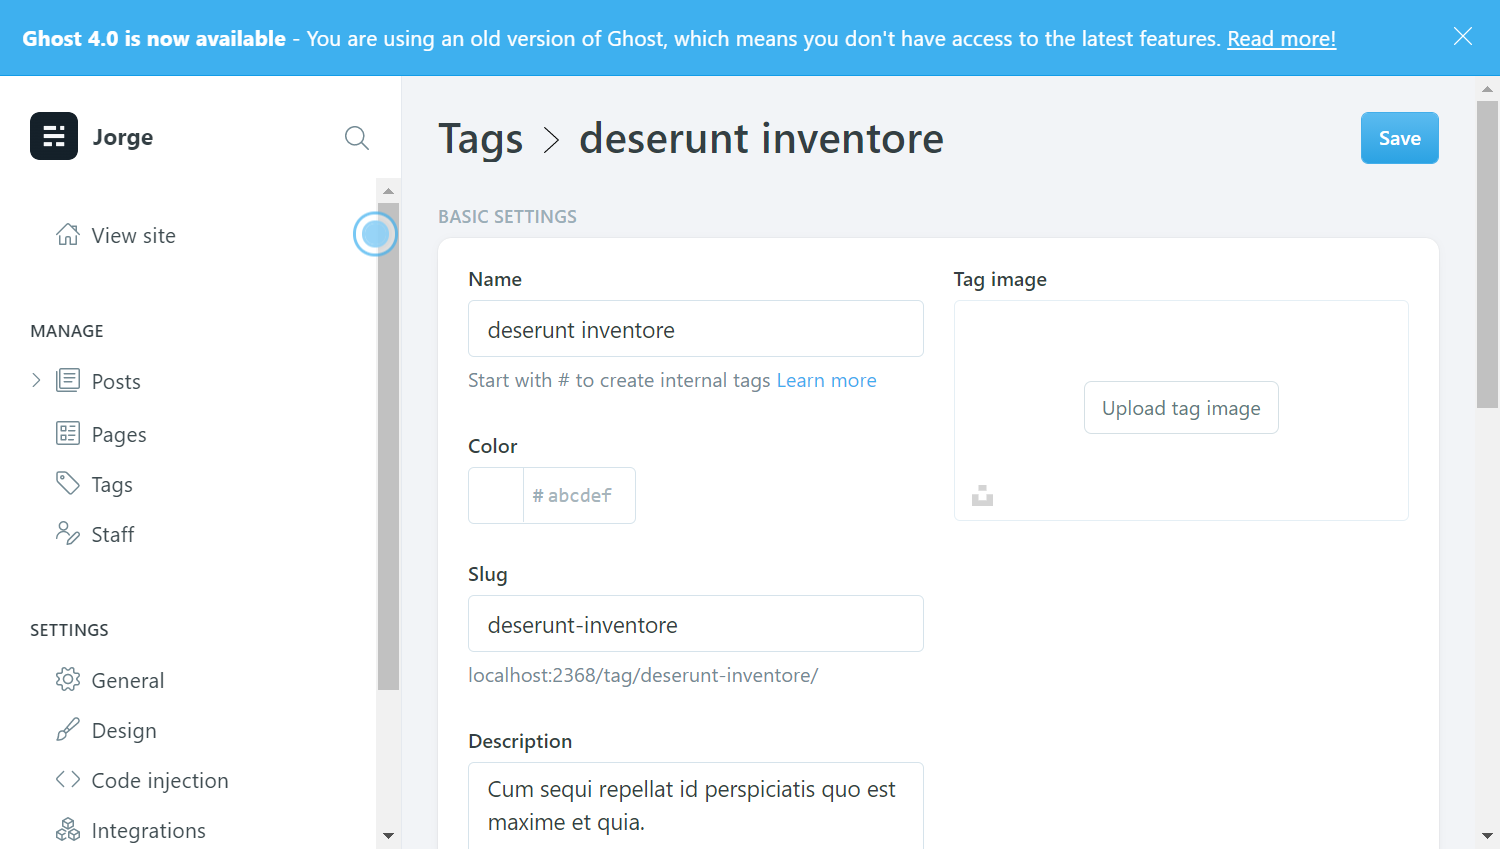 Ghost 4.0 is now available - You are using an old version of Ghost, which means you don't have access to the latest features. Read more!
Jorge
View site
MANAGE
Posts
Pages
Tags
Staff
SETTINGS
General
Design
Code injection
Integrations
Tags > deserunt inventore
Save
BASIC SETTINGS
Name
deserunt inventore
Start with # to create internal tags Learn more
Color
# abcdef
Slug
deserunt-inventore
localhost:2368/tag/deserunt-inventore/
Description
Cum sequi repellat id perspiciatis quo est
maxime et quia.
Tag image
Upload tag image